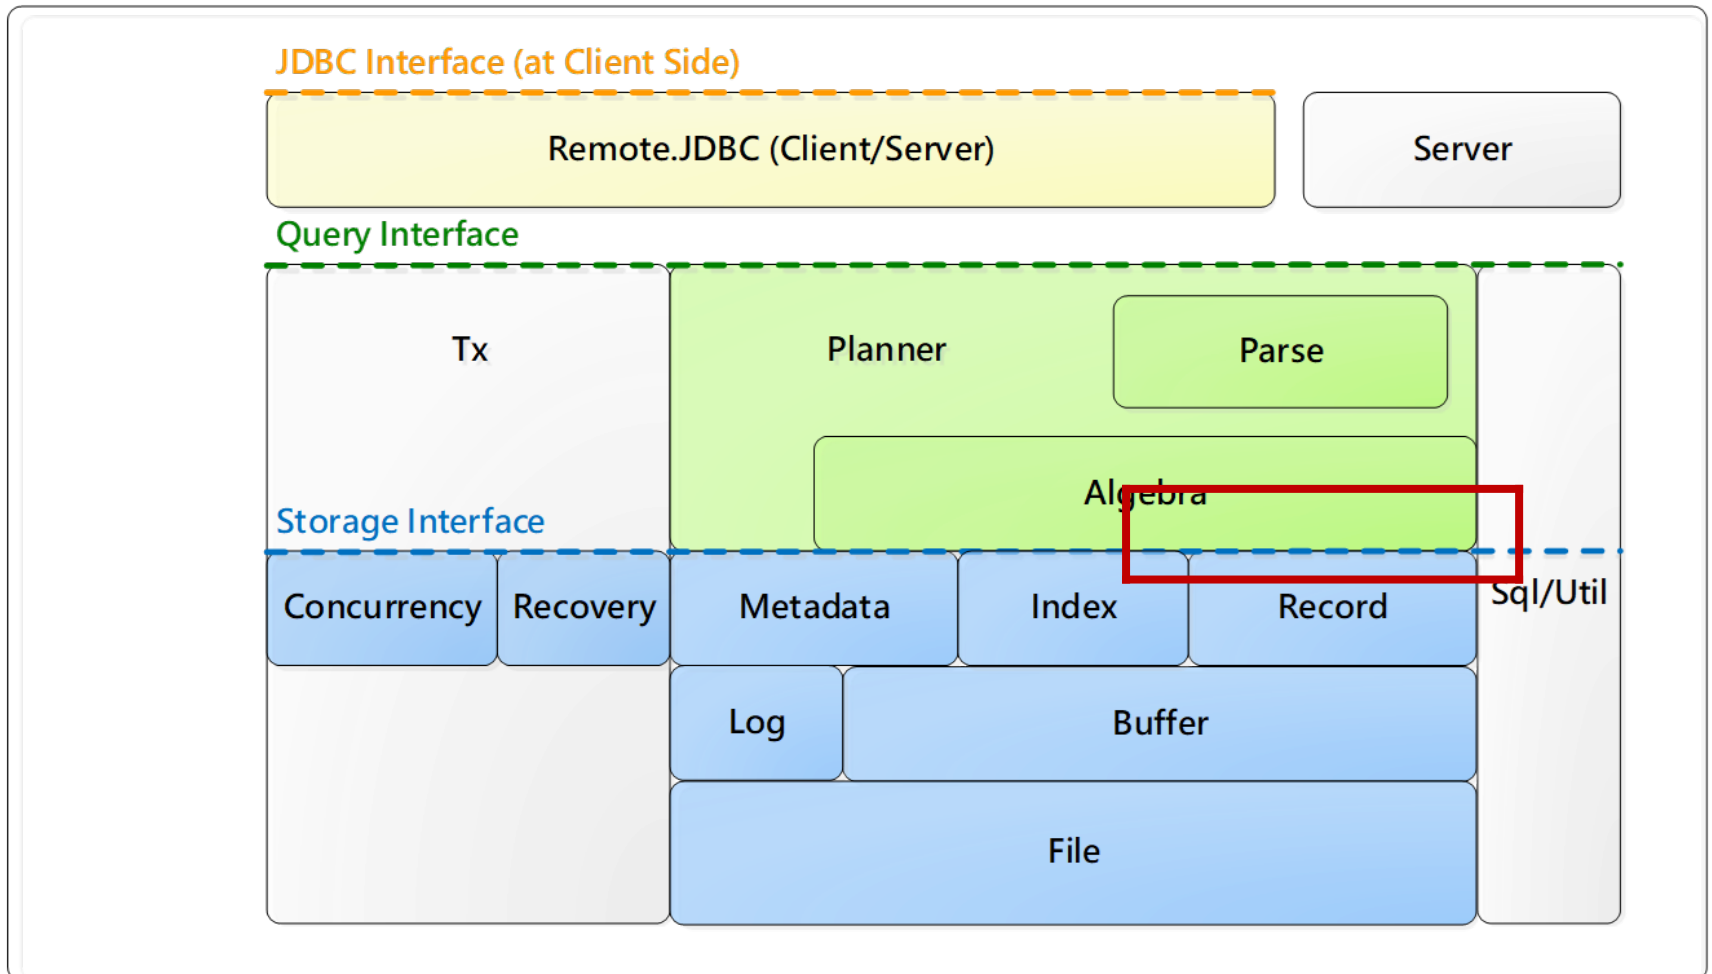 JDBC Interface (at Client Side)
Remote.JDBC (Client/Server)
Server
Query Interface
Tx
Planner
Parse
Algebra
Storage Interface
Concurrency
Recovery
Metadata
Index
Record
Sql/Util
Log
Buffer
File